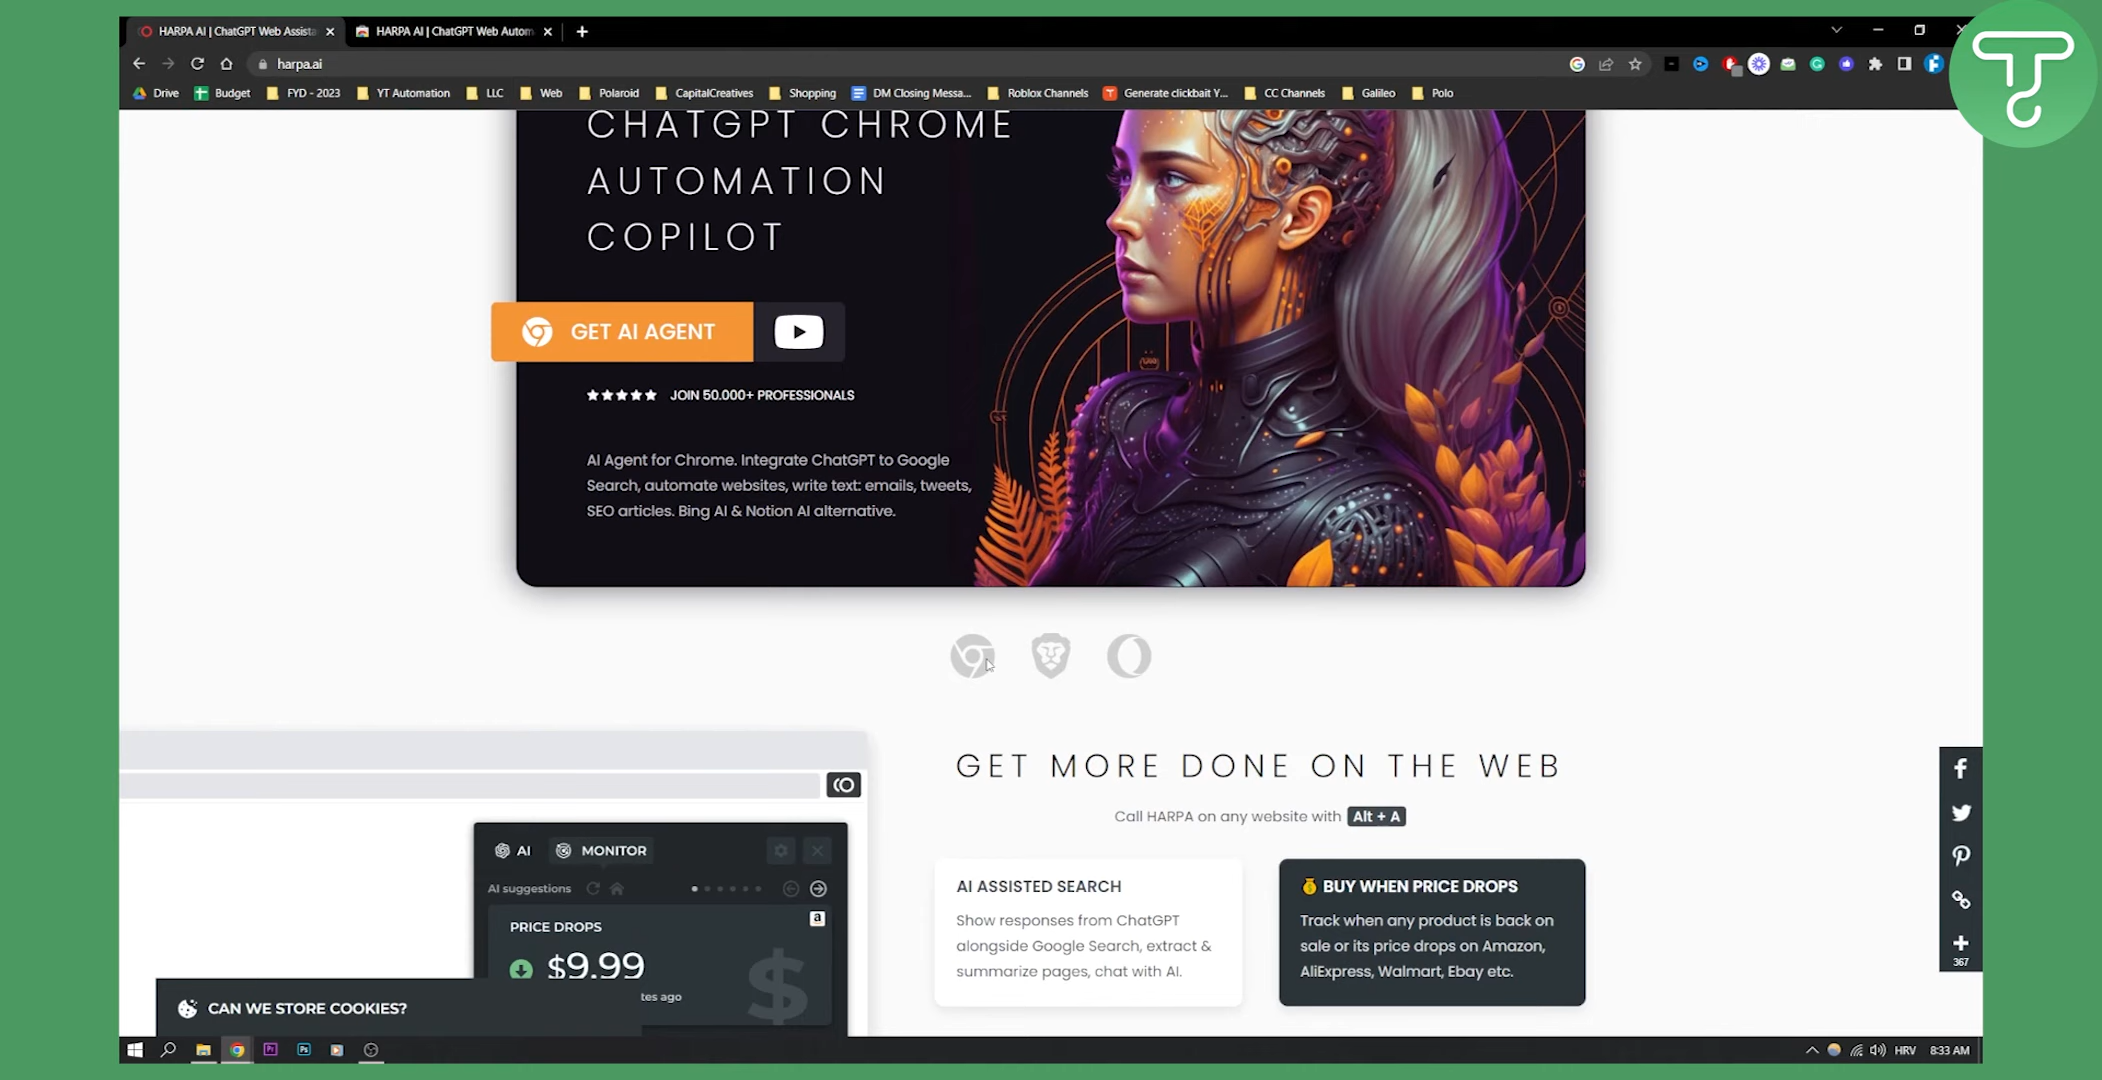 HARPA AI | ChatGPT Web Assista
HARPA AI | ChatGPT Web Autom
harpa.ai
Drive
Budget
FYD - 2023
YT Automation
LLC
Web
Polaroid
CapitalCreatives
Shopping
DM Closing Messa...
Roblox Channels
Generate clickbait Y...
CC Channels
Galileo
Polo
CHATGPT CHROME
AUTOMATION
COPILOT
GET AI AGENT
JOIN 50.000+ PROFESSIONALS
AI Agent for Chrome. Integrate ChatGPT to Google
Search, automate websites, write text: emails, tweets,
SEO articles. Bing AI & Notion AI alternative.
GET MORE DONE ON THE WEB
Call HARPA on any website with Alt + A
AI MONITOR
AI suggestions
PRICE DROPS
a
$9.99
tes ago
$
CAN WE STORE COOKIES?
AI ASSISTED SEARCH
Show responses from ChatGPT
alongside Google Search, extract &
summarize pages, chat with AI.
BUY WHEN PRICE DROPS
Track when any product is back on
sale or its price drops on Amazon,
AliExpress, Walmart, Ebay etc.
367
Pr
Ps
HRV
8:33 AM